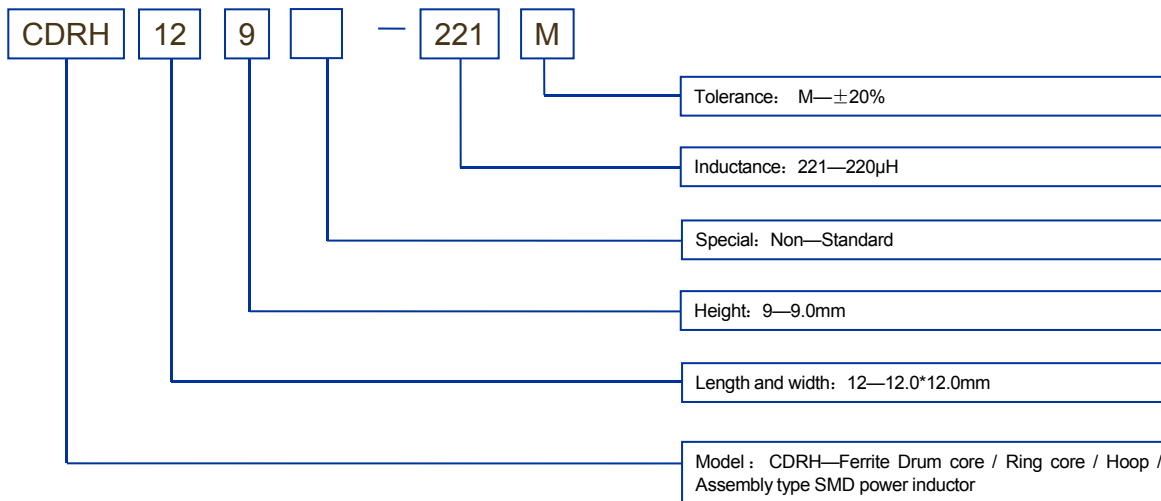 CDRH 12 9 — 221 M
Tolerance： M—±20%
Inductance：221—220µH
Special：Non—Standard
Height：9—9.0mm
Length and width：12—12.0*12.0mm
Model： CDRH—Ferrite Drum core / Ring core / Hoop /
Assembly type SMD power inductor